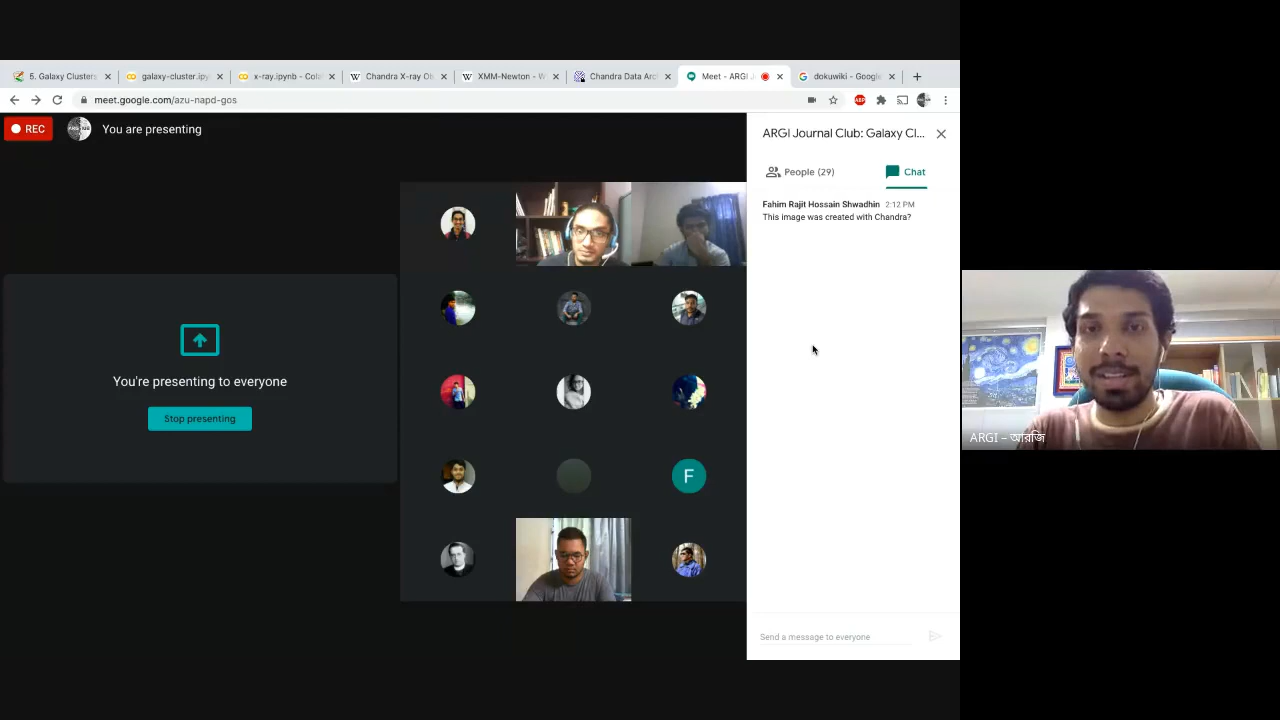 5. Galaxy Clusters
galaxy-cluster.ipy
x-ray.ipynb - Cola
Chandra X-ray Ob
XMM-Newton - W
Chandra Data Arc
Meet - ARGI J
dokuwiki - Google
meet.google.com/azu-napd-gos
ABP
REC
You are presenting
ARGI Journal Club: Galaxy Cl...
People (29)
Chat
Fahim Rajit Hossain Shwadhin 2:12 PM
This image was created with Chandra?
You're presenting to everyone
Stop presenting
F
ARGI – আরজি
Send a message to everyone